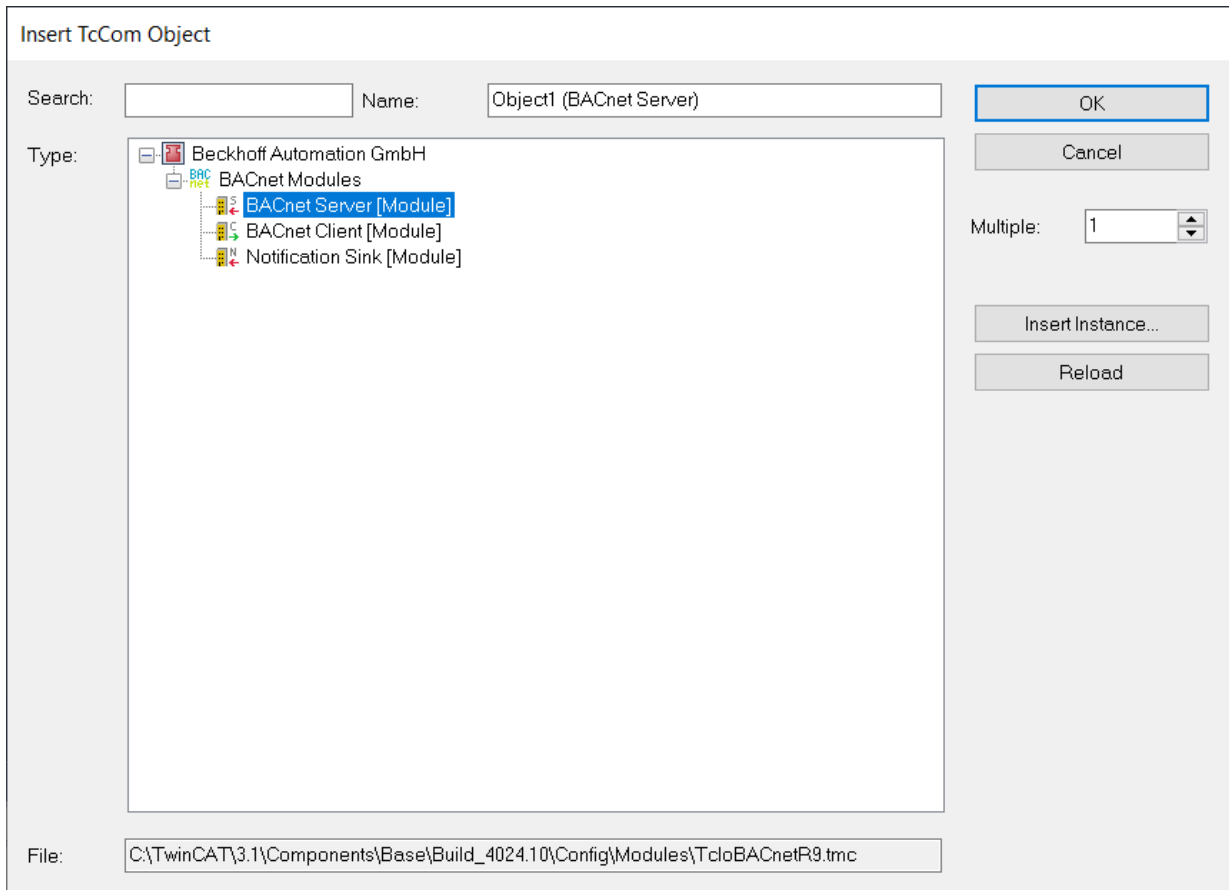 Insert TcCom Object
Search:
Name:
Object1 (BACnet Server)
OK
Type:
Beckhoff Automation GmbH
Cancel
BAC
net
BACnet Modules
S
BACnet Server [Module]
C
BACnet Client [Module]
Multiple:
1
N
Notification Sink [Module]
Insert Instance...
Reload
File:
C:\TwinCAT\3.1\Components\Base\Build_4024.10\Config\Modules\TcIoBACnetR9.tmc